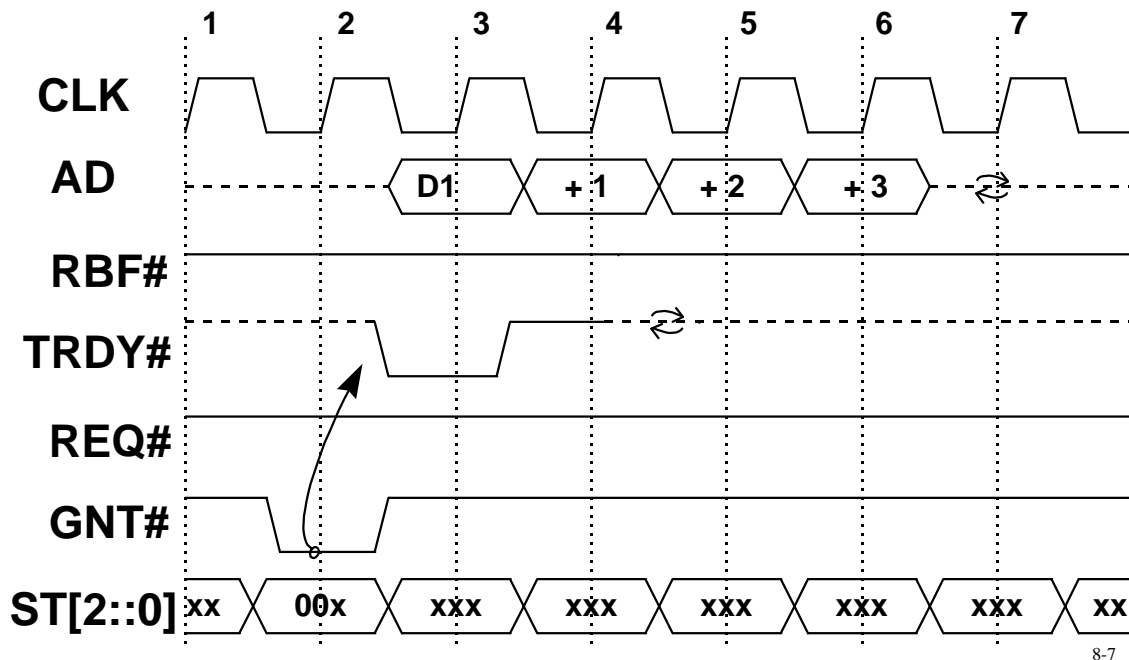 1 2 3 4 5 6 7
CLK
AD D1 + 1 + 2 + 3
RBF#
TRDY#
REQ#
GNT#
ST[2::0] xx 00x xxx xxx xxx xxx xxx xx
8-7